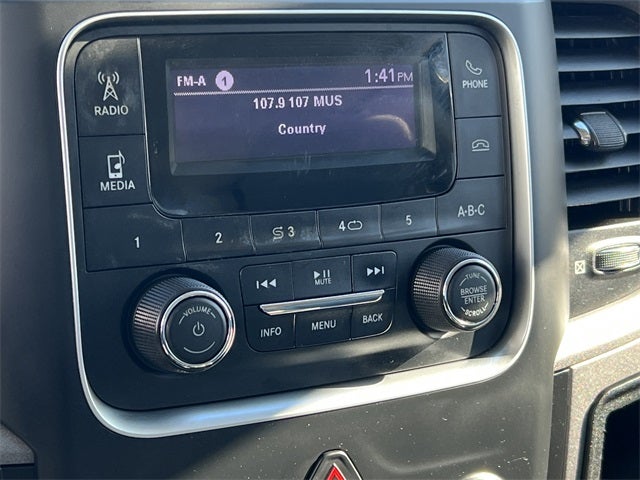 FM-A 1 1:41PM
107.9 107 MUS
Country
RADIO
MEDIA
PHONE
1
2
3
4
5
A·B·C
MUTE
INFO
MENU
BACK
VOLUME
TUNE
BROWSE
ENTER
SCROLL